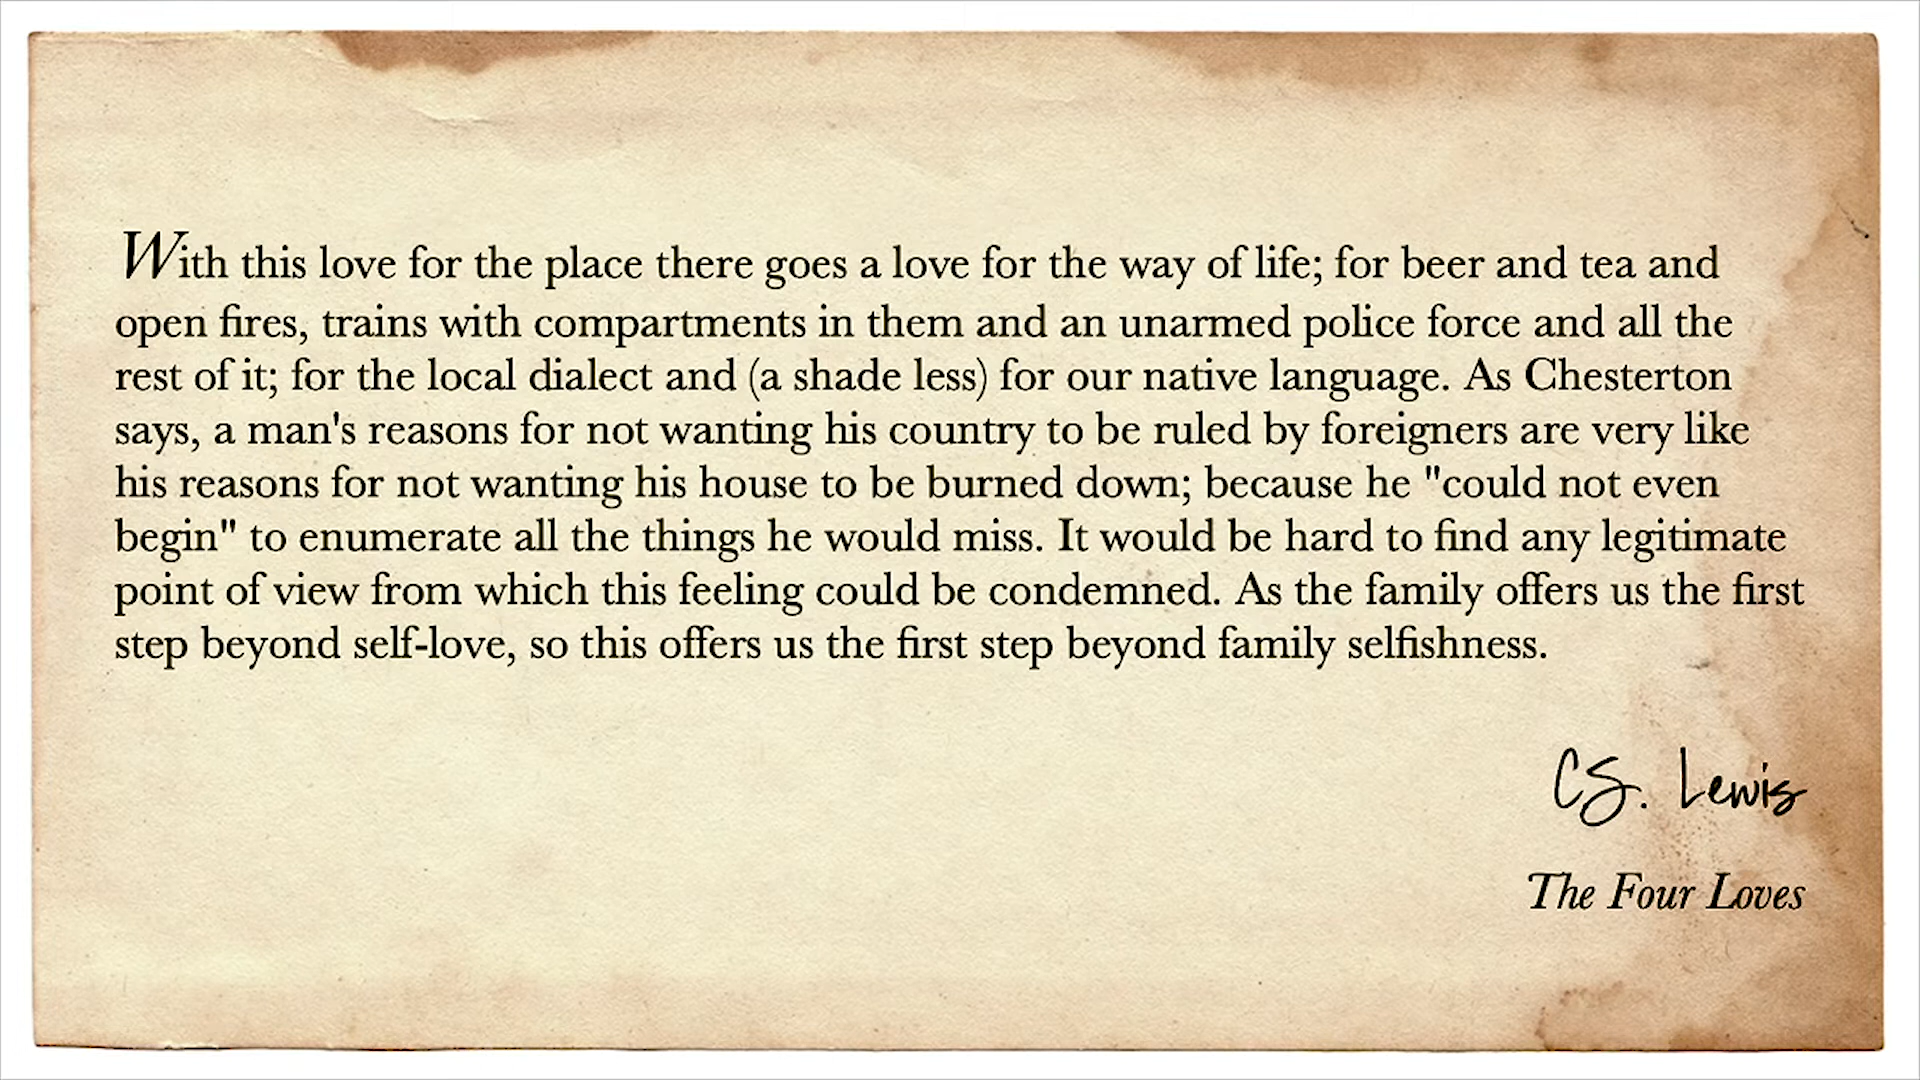 With this love for the place there goes a love for the way of life; for beer and tea and
open fires, trains with compartments in them and an unarmed police force and all the
rest of it; for the local dialect and (a shade less) for our native language. As Chesterton
says, a man's reasons for not wanting his country to be ruled by foreigners are very like
his reasons for not wanting his house to be burned down; because he "could not even
begin" to enumerate all the things he would miss. It would be hard to find any legitimate
point of view from which this feeling could be condemned. As the family offers us the first
step beyond self-love, so this offers us the first step beyond family selfishness.
CS. Lewis
The Four Loves